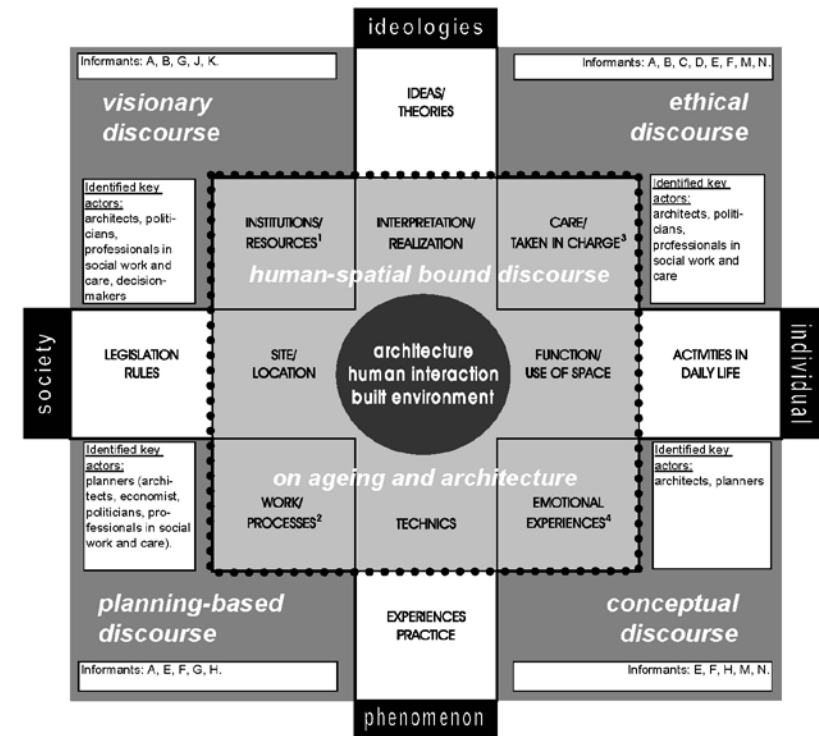 ideologies
Informants: A, B, G, J, K.
Informants: A, B, C, D, E, F, M, N.
visionary
discourse
IDEAS/
THEORIES
ethical
discourse
Identified key
actors:
architects, politi-
cians,
professionals in
social work and
care, decision-
makers
INSTITUTIONS/
RESOURCES¹
INTERPRETATION/
REALIZATION
CARE/
TAKEN IN CHARGE³
Identified key
actors:
architects, politi-
cians,
professionals in
social work and
care
human-spatial bound discourse
society
LEGISLATION
RULES
SITE/
LOCATION
architecture
human interaction
built environment
FUNCTION/
USE OF SPACE
ACTIVITIES IN
DAILY LIFE
individual
Identified key
actors:
planners (archi-
tects, economist,
politicians, pro-
fessionals in social
work and care).
on ageing and architecture
WORK/
PROCESSES²
TECHNICS
EMOTIONAL
EXPERIENCES⁴
Identified key
actors:
architects, planners
planning-based
discourse
EXPERIENCES
PRACTICE
conceptual
discourse
Informants: A, E, F, G, H.
Informants: E, F, H, M, N.
phenomenon